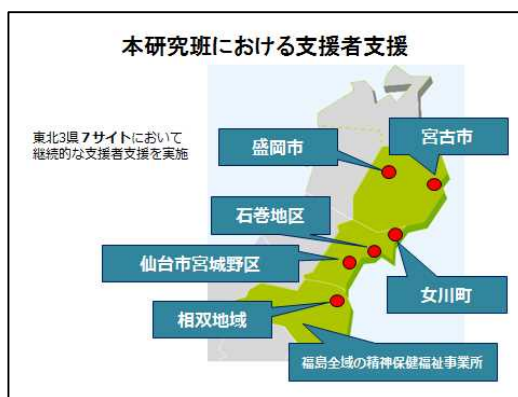 本研究班における支援者支援
東北3県7サイトにおいて
継続的な支援者支援を実施
盛岡市
宮古市
石巻地区
仙台市宮城野区
女川町
相双地域
福島全域の精神保健福祉事業所